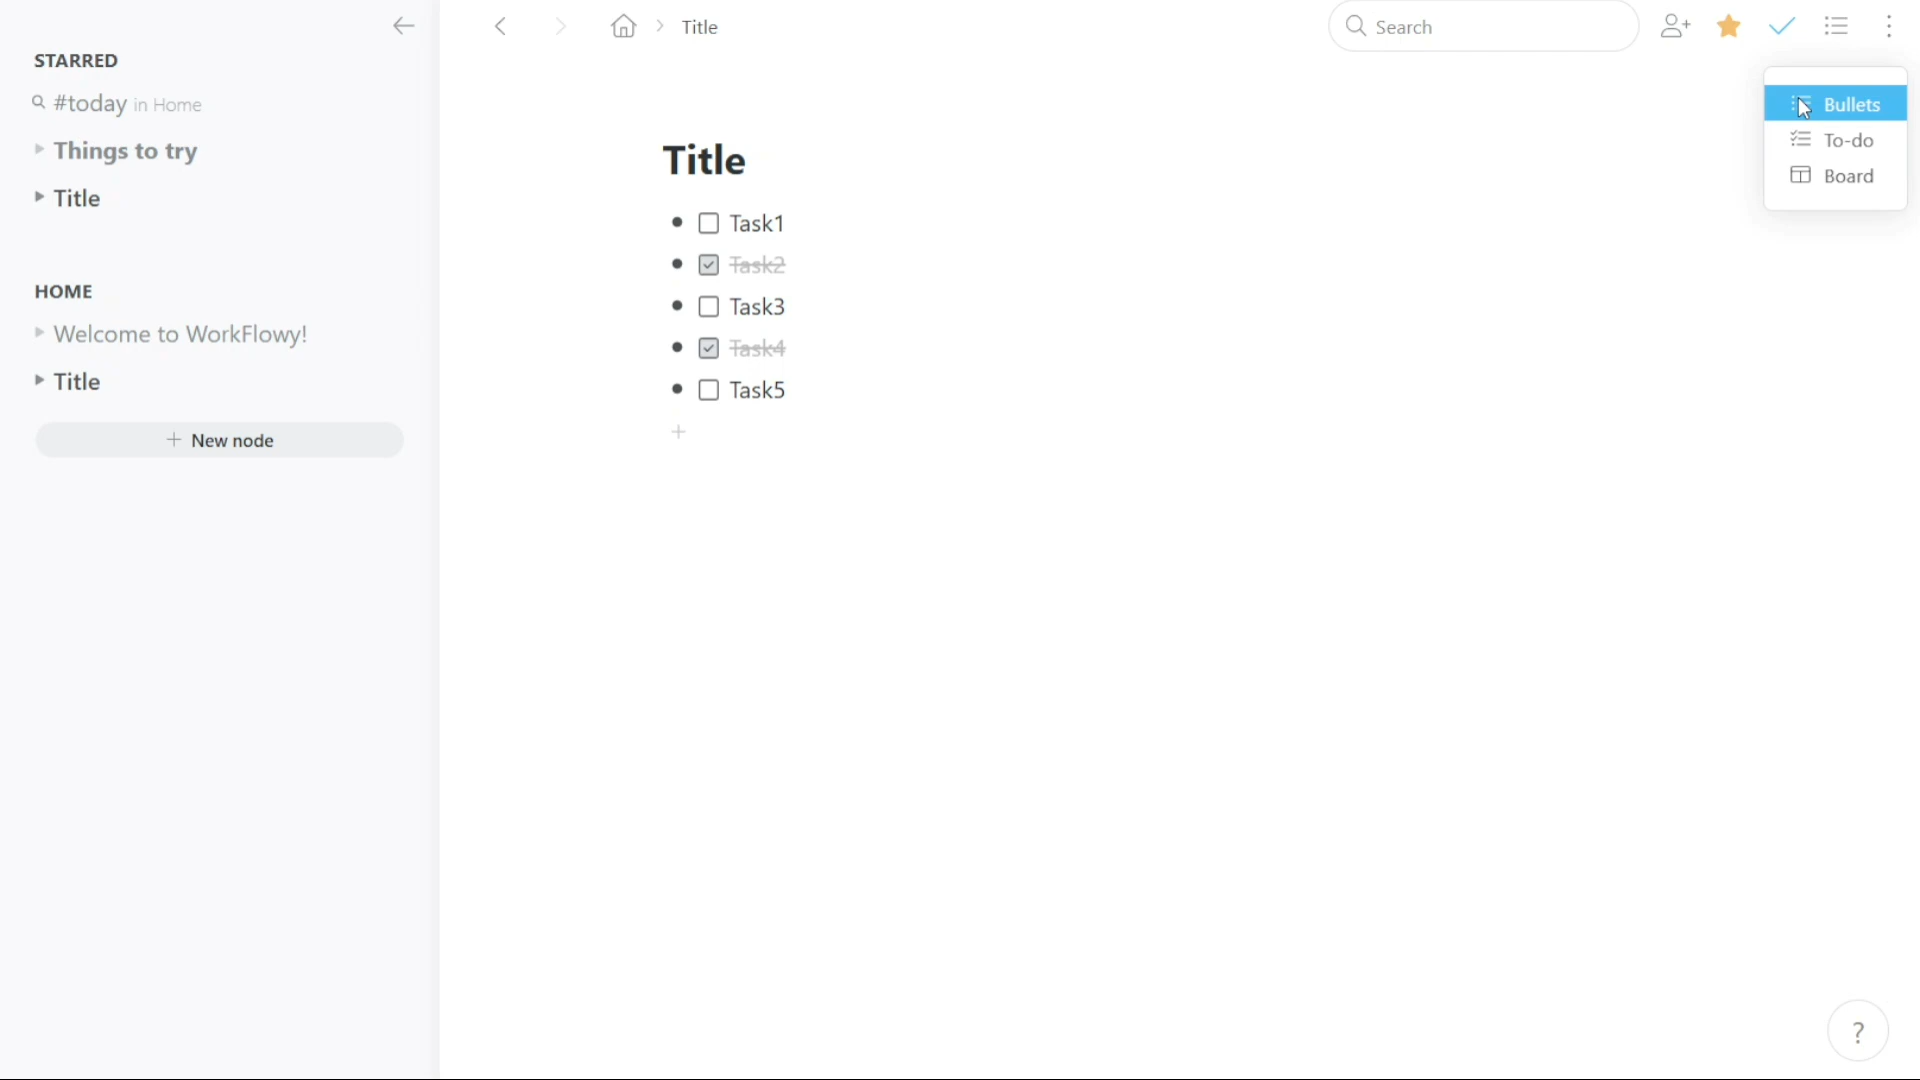 STARRED
#today in Home
Things to try
Title
HOME
Welcome to WorkFlowy!
Title
+ New node
Title
Search
Bullets
To-do
Board
Title
Task1
Task2
Task3
Task4
Task5
+
?